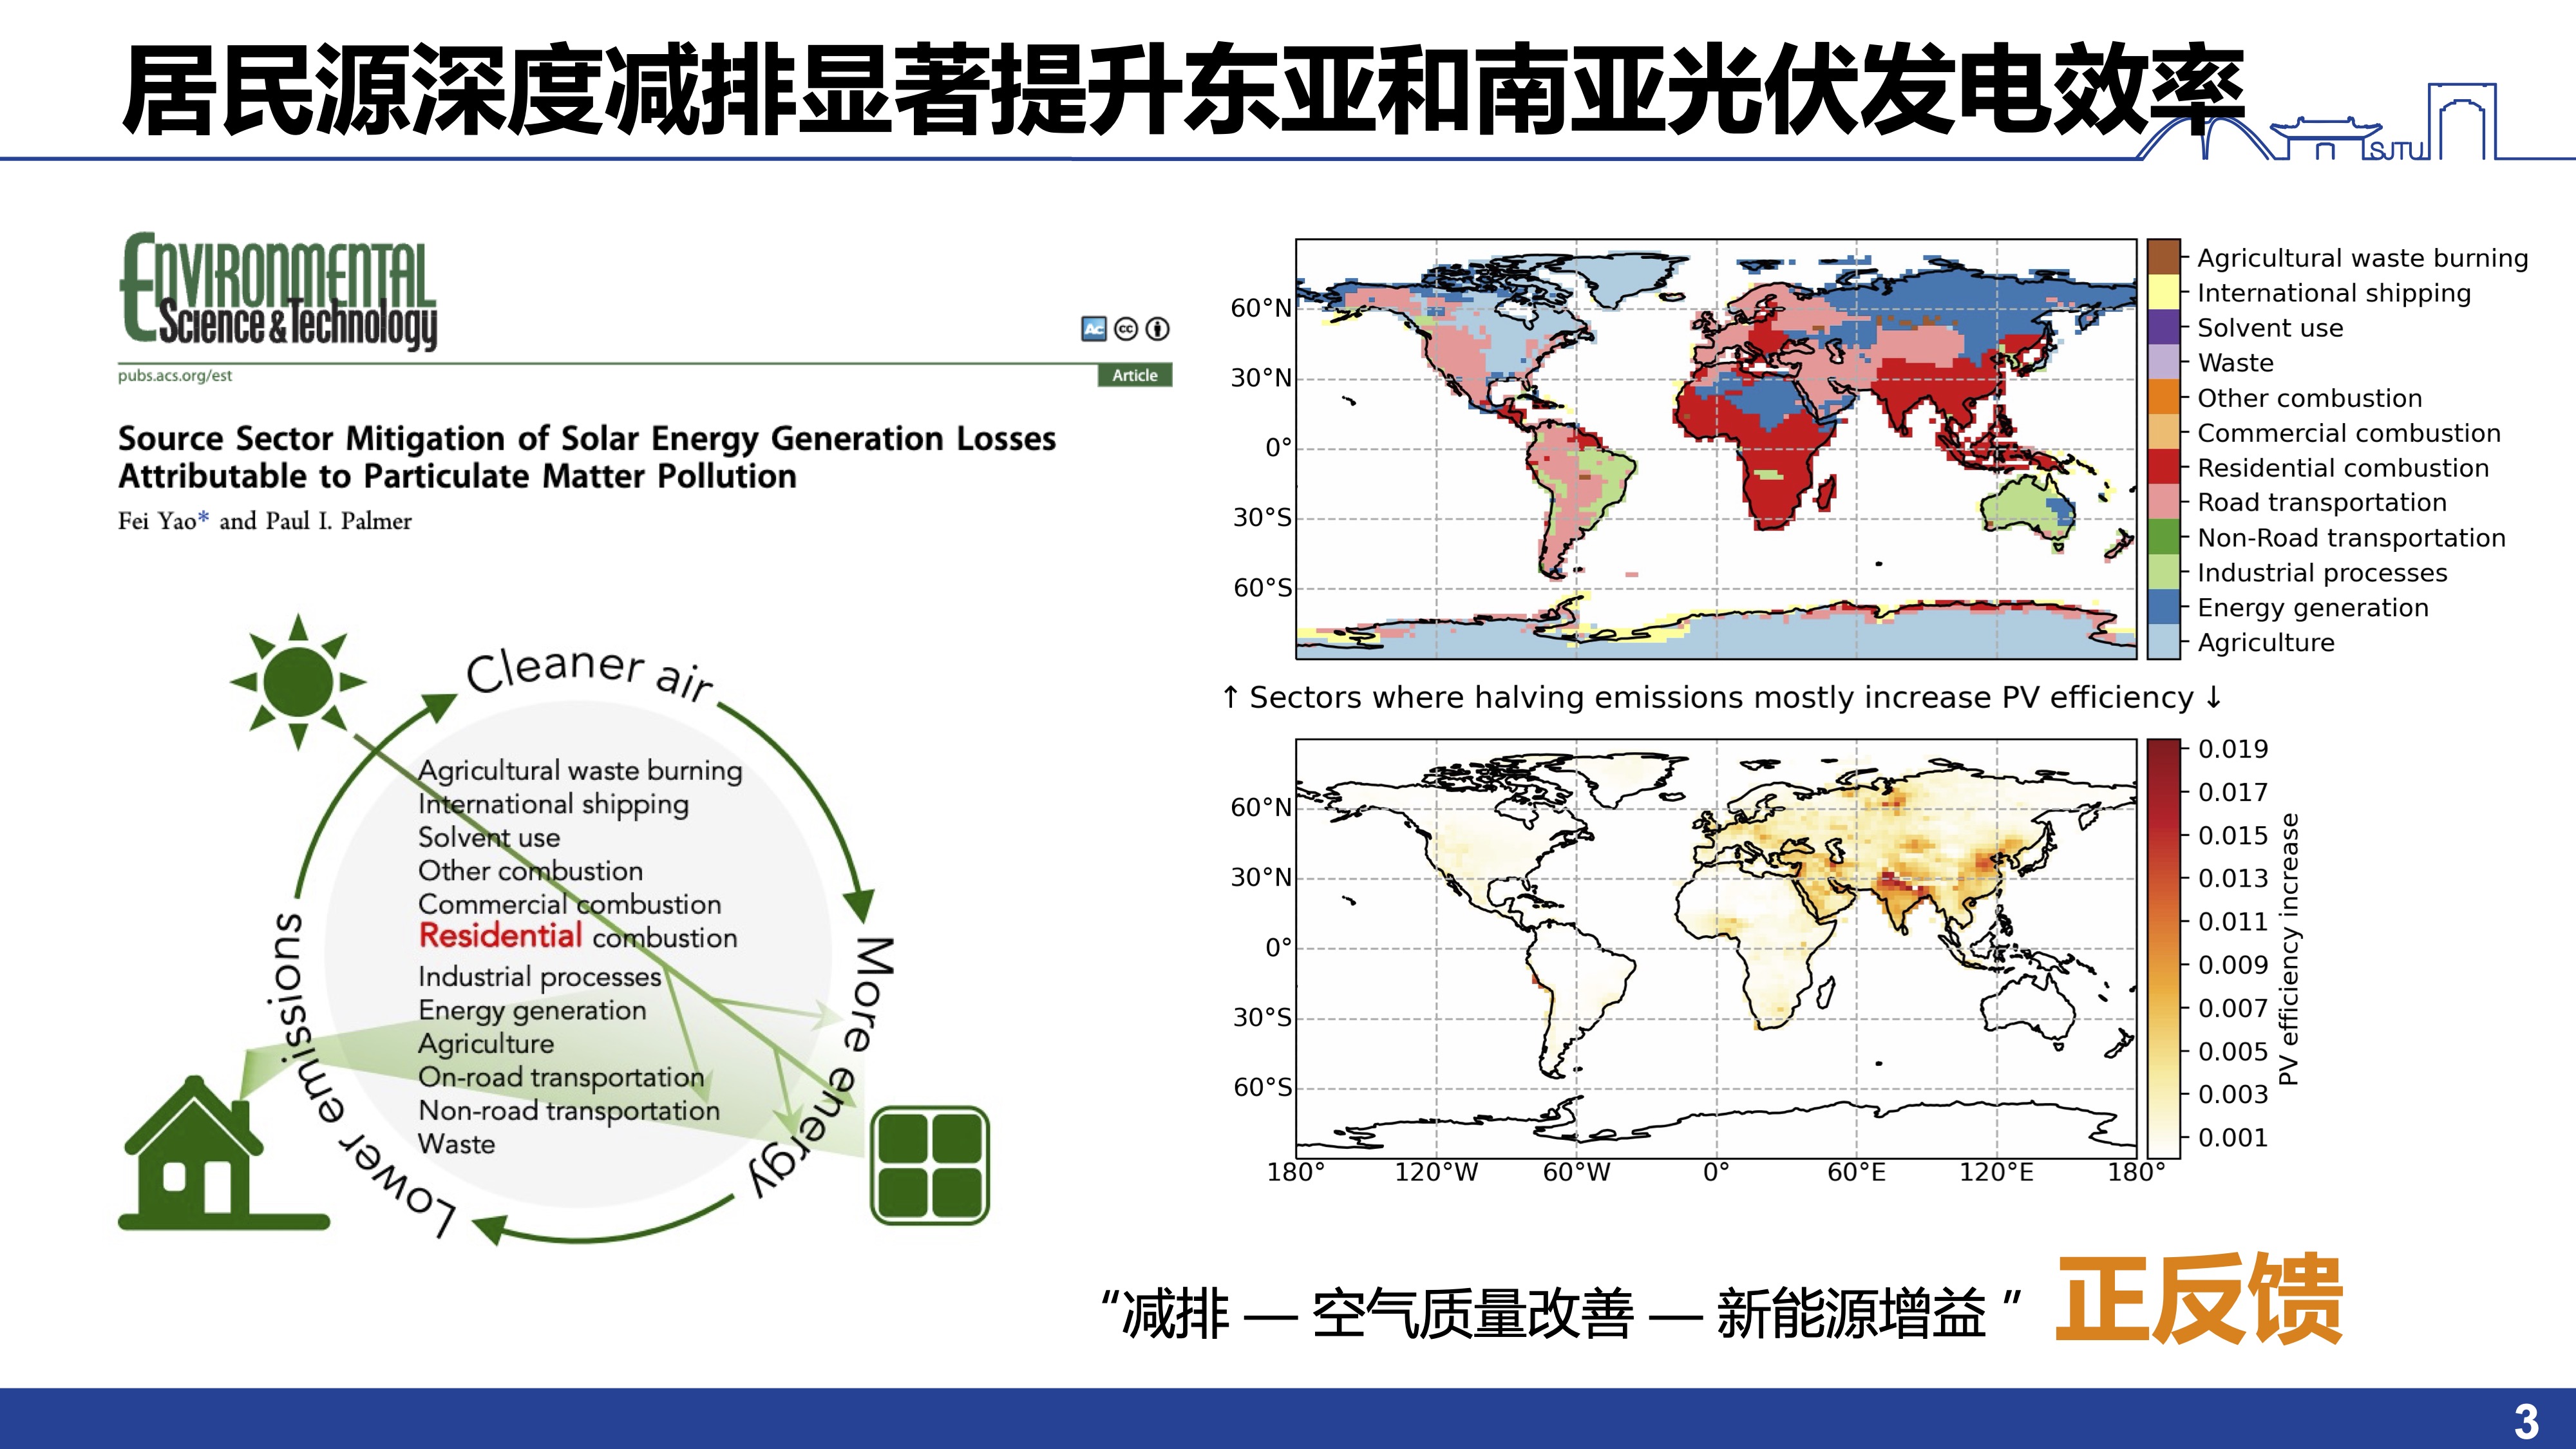 居民源深度减排显著提升东亚和南亚光伏发电效率
SJTU
ENVIRONMENTAL
Science & Technology
Ac cc
pubs.acs.org/est
Article
Source Sector Mitigation of Solar Energy Generation Losses
Attributable to Particulate Matter Pollution
Fei Yao* and Paul I. Palmer
Cleaner air
More energy
Lower emissions
Agricultural waste burning
International shipping
Solvent use
Other combustion
Commercial combustion
Residential combustion
Industrial processes
Energy generation
Agriculture
On-road transportation
Non-road transportation
Waste
60°N
30°N
0°
30°S
60°S
Agricultural waste burning
International shipping
Solvent use
Waste
Other combustion
Commercial combustion
Residential combustion
Road transportation
Non-Road transportation
Industrial processes
Energy generation
Agriculture
↑ Sectors where halving emissions mostly increase PV efficiency ↓
60°N
30°N
0°
30°S
60°S
180° 120°W 60°W 0° 60°E 120°E 180°
0.019
0.017
0.015
0.013
0.011
0.009
0.007
0.005
0.003
0.001
PV efficiency increase
“减排 — 空气质量改善 — 新能源增益 ” 正反馈
3